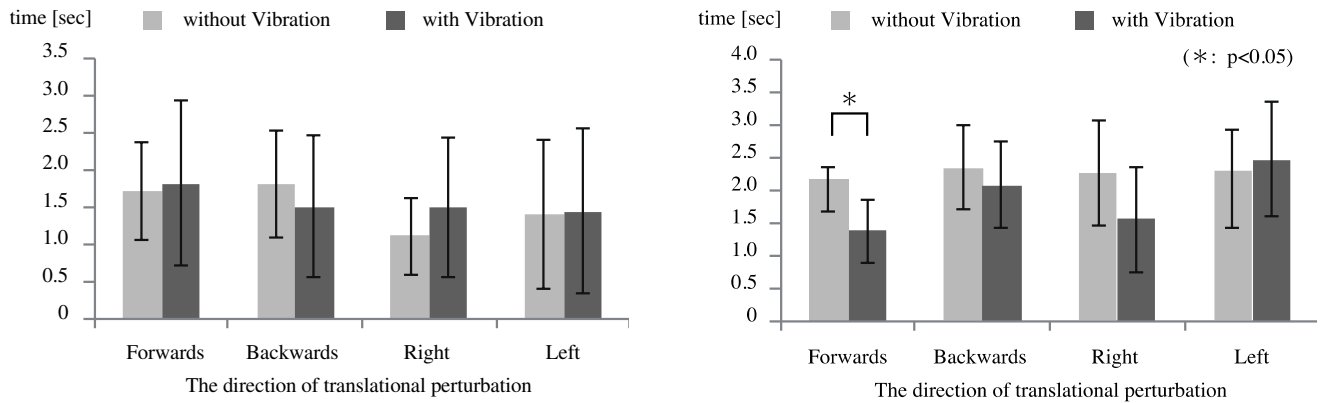 time [sec] without Vibration with Vibration
3.5
3.0
2.5
2.0
1.5
1.0
0.5
0
Forwards Backwards Right Left
The direction of translational perturbation
time [sec] without Vibration with Vibration
(*: p<0.05)
4.0
3.5
3.0
2.5
2.0
1.5
1.0
0.5
0
*
Forwards Backwards Right Left
The direction of translational perturbation